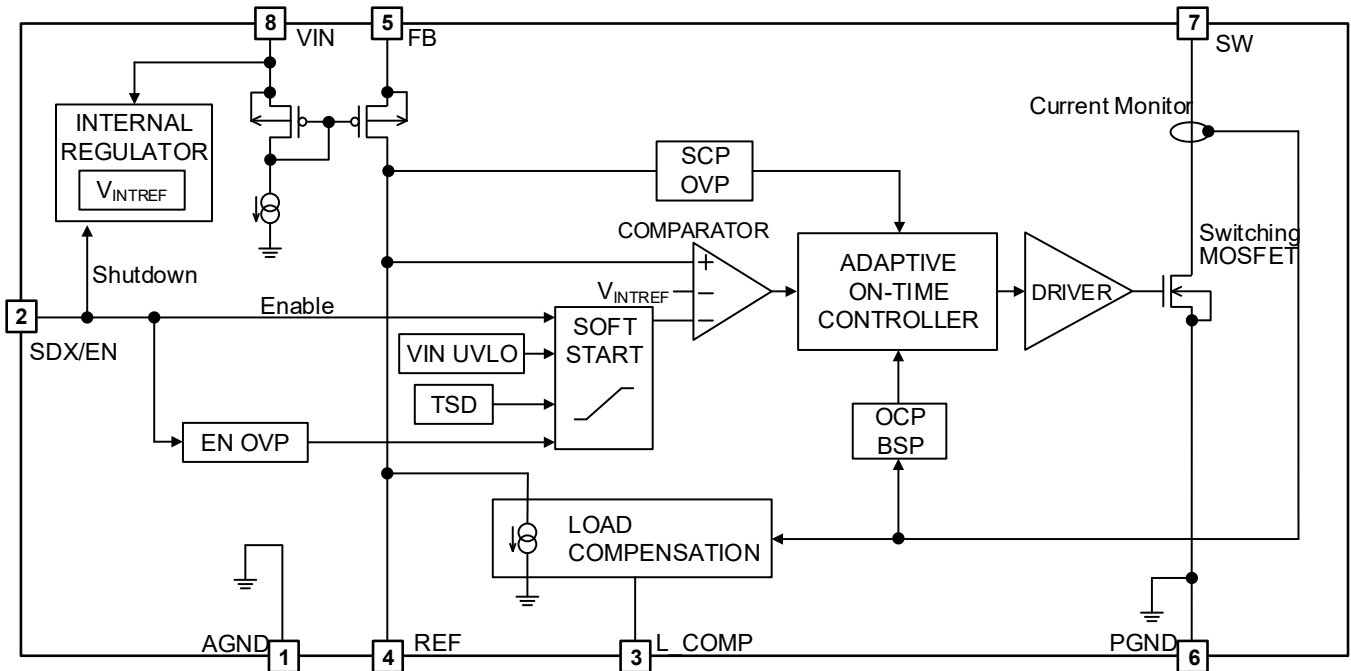 8
VIN
5
FB
7
SW
Current Monitor
INTERNAL
REGULATOR
VINTREF
SCP
OVP
COMPARATOR
Switching
MOSFET
Shutdown
+
ADAPTIVE
ON-TIME
CONTROLLER
DRIVER
VINTREF
−
−
2
SDX/EN
Enable
SOFT
START
VIN UVLO
TSD
EN OVP
OCP
BSP
LOAD
COMPENSATION
AGND
1
4
REF
3
L_COMP
PGND
6